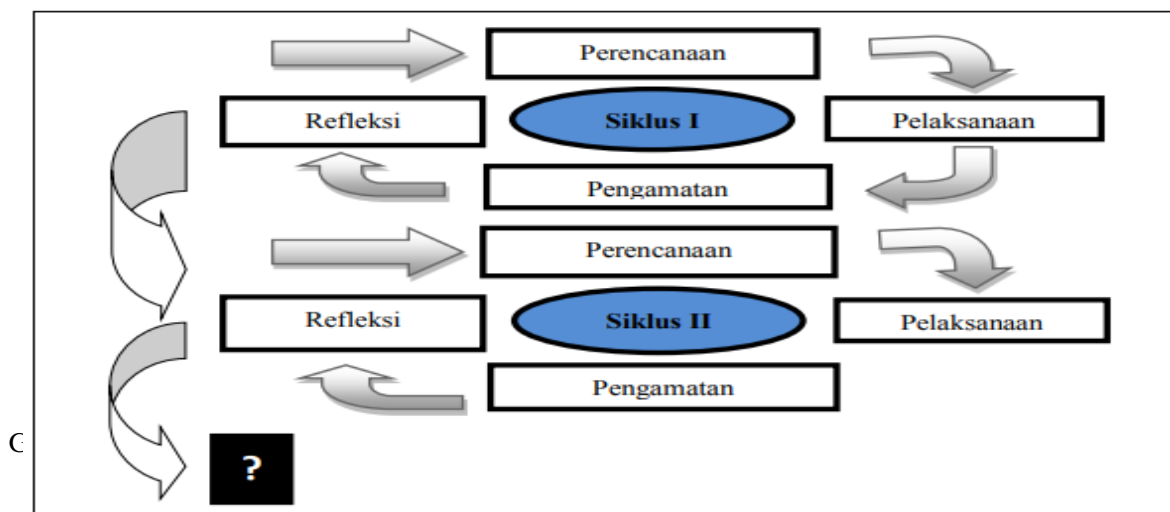 Perencanaan
Refleksi
Siklus I
Pelaksanaan
Pengamatan
Perencanaan
Refleksi
Siklus II
Pelaksanaan
Pengamatan
G
?